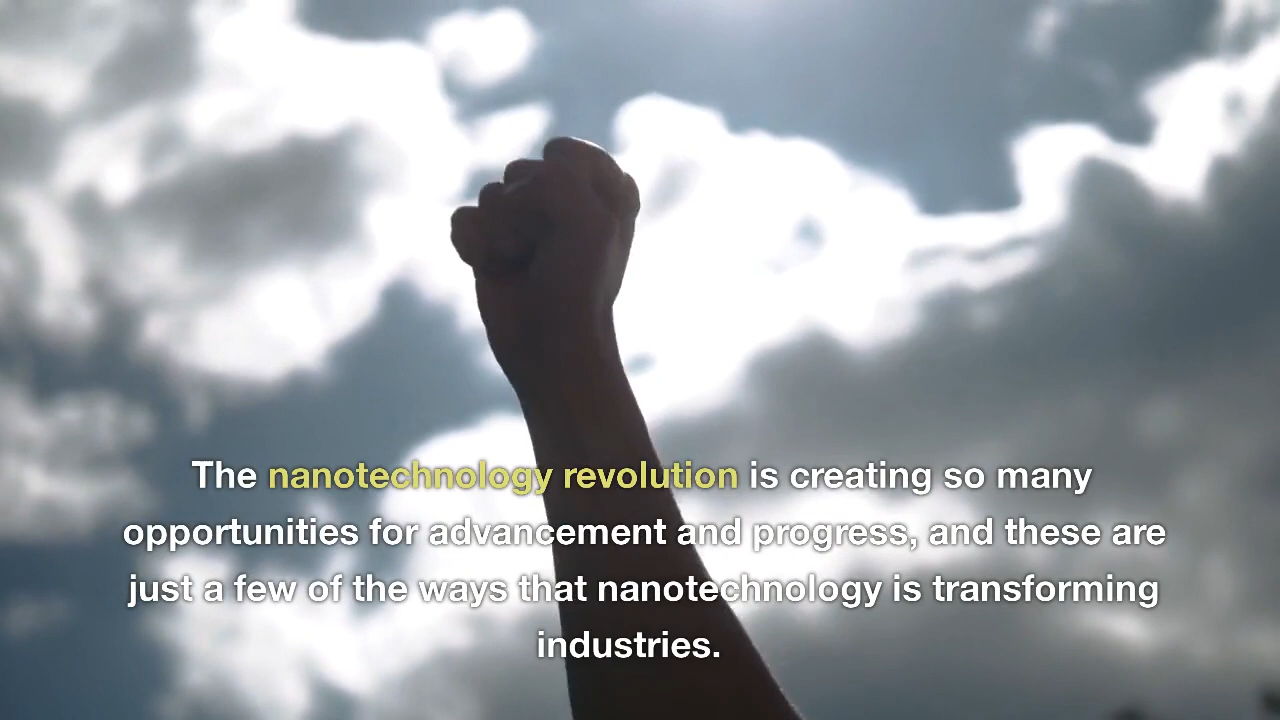 The nanotechnology revolution is creating so many
opportunities for advancement and progress, and these are
just a few of the ways that nanotechnology is transforming
industries.